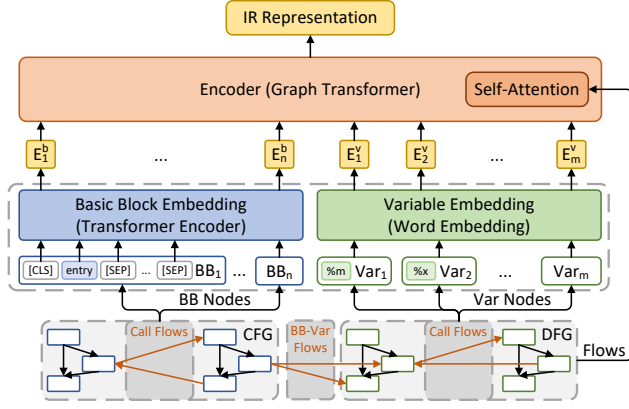 IR Representation
Encoder (Graph Transformer)
Self-Attention
E₁ᵇ ... Eₙᵇ E₁ᵛ E₂ᵛ ... Eₘᵛ
Basic Block Embedding
(Transformer Encoder)
Variable Embedding
(Word Embedding)
[CLS] entry [SEP] ... [SEP] BB₁ ... BBₙ
%m Var₁ %x Var₂ ... Varₘ
BB Nodes
Var Nodes
Call Flows
CFG
BB-Var
Flows
Call Flows
DFG
Flows